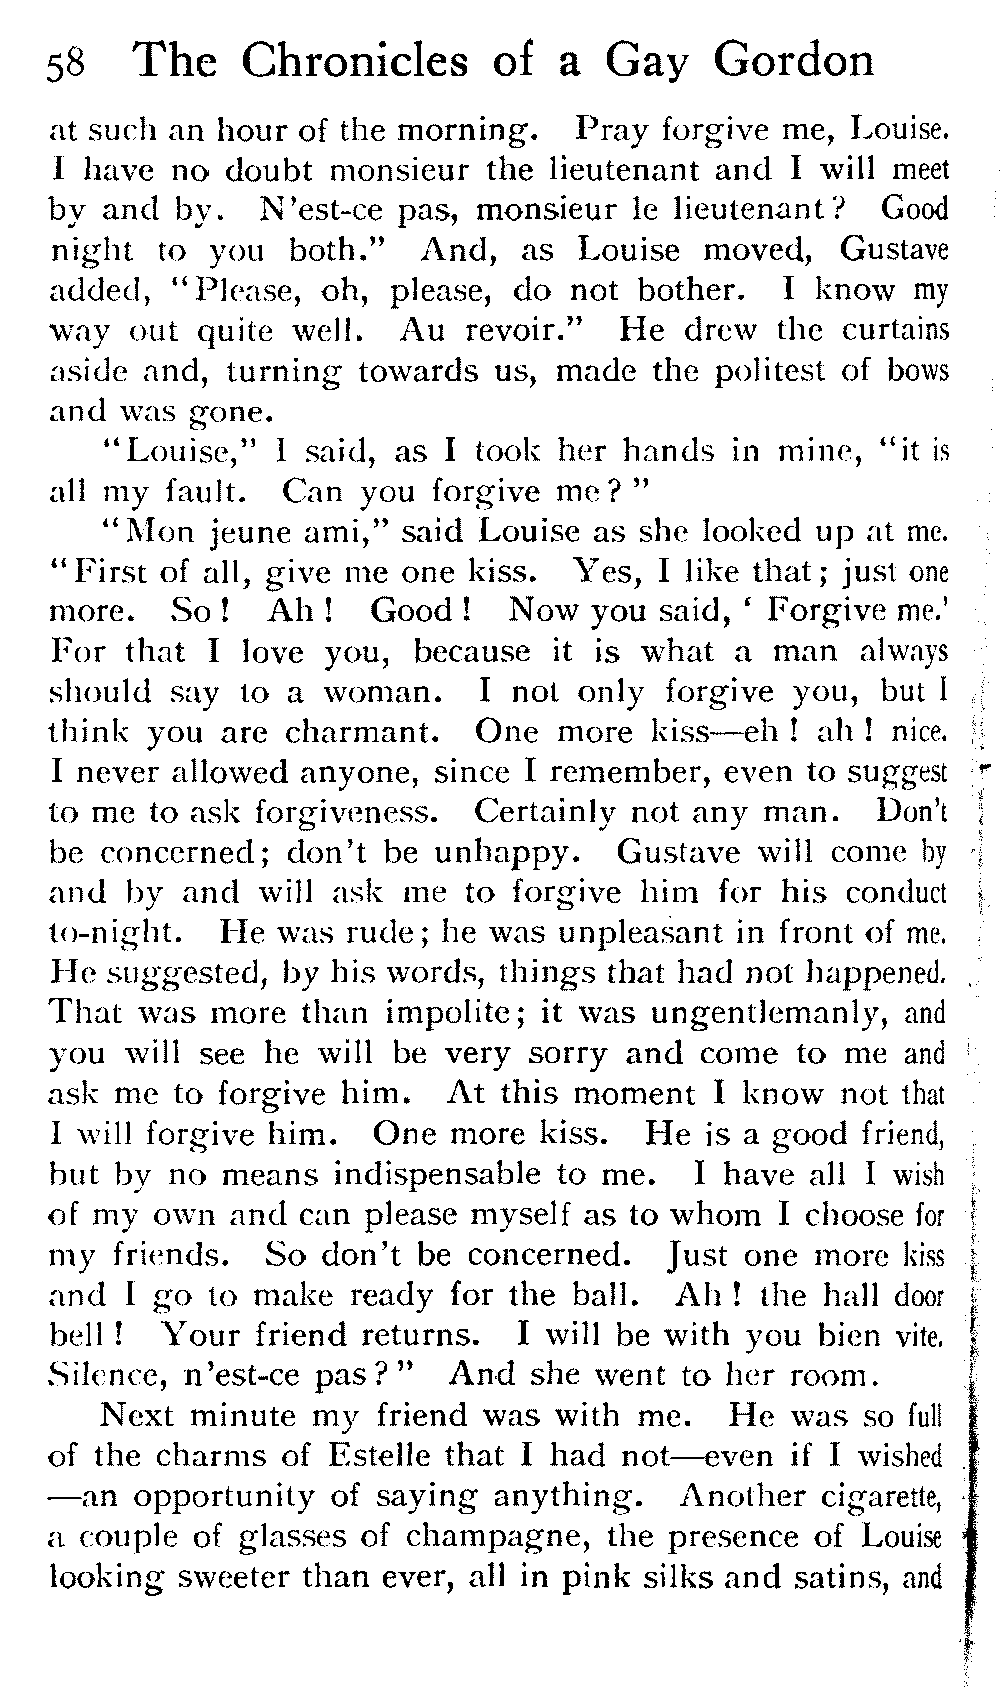 58 The Chronicles of a Gay Gordon
at such an hour of the morning. Pray forgive me, Louise.
I have no doubt monsieur the lieutenant and I will meet
by and by. N'est-ce pas, monsieur le lieutenant? Good
night to you both." And, as Louise moved, Gustave
added, "Please, oh, please, do not bother. I know my
way out quite well. Au revoir." He drew the curtains
aside and, turning towards us, made the politest of bows
and was gone.
"Louise," I said, as I took her hands in mine, "it is
all my fault. Can you forgive me?"
"Mon jeune ami," said Louise as she looked up at me.
"First of all, give me one kiss. Yes, I like that; just one
more. So! Ah! Good! Now you said, 'Forgive me.'
For that I love you, because it is what a man always
should say to a woman. I not only forgive you, but I
think you are charmant. One more kiss—eh! ah! nice.
I never allowed anyone, since I remember, even to suggest
to me to ask forgiveness. Certainly not any man. Don't
be concerned; don't be unhappy. Gustave will come by
and by and will ask me to forgive him for his conduct
to-night. He was rude; he was unpleasant in front of me.
He suggested, by his words, things that had not happened.
That was more than impolite; it was ungentlemanly, and
you will see he will be very sorry and come to me and
ask me to forgive him. At this moment I know not that
I will forgive him. One more kiss. He is a good friend,
but by no means indispensable to me. I have all I wish
of my own and can please myself as to whom I choose for
my friends. So don't be concerned. Just one more kiss
and I go to make ready for the ball. Ah! the hall door
bell! Your friend returns. I will be with you bien vite.
Silence, n'est-ce pas?" And she went to her room.
Next minute my friend was with me. He was so full
of the charms of Estelle that I had not—even if I wished
—an opportunity of saying anything. Another cigarette,
a couple of glasses of champagne, the presence of Louise
looking sweeter than ever, all in pink silks and satins, and